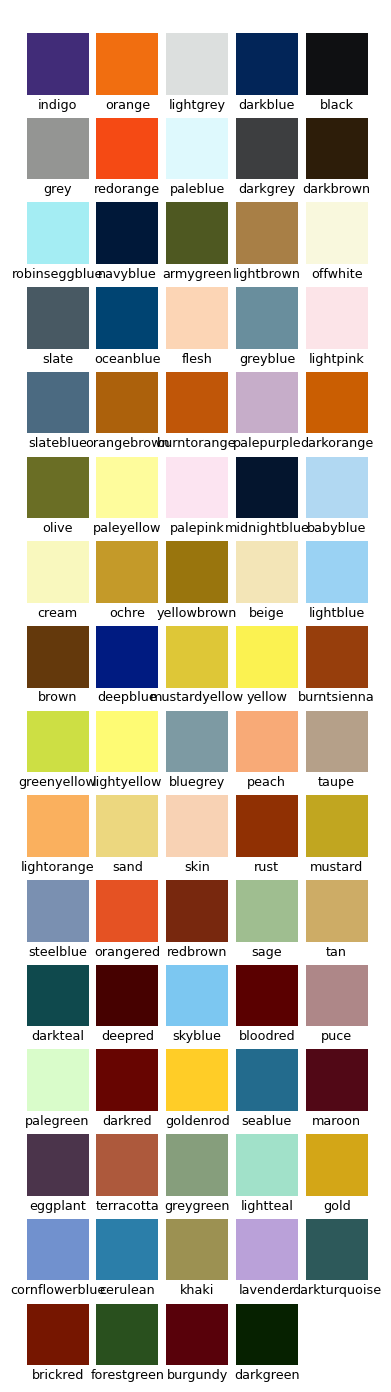 indigo orange lightgrey darkblue black
grey redorange paleblue darkgrey darkbrown
robinseggblue navyblue armygreen lightbrown offwhite
slate oceanblue flesh greyblue lightpink
slateblue orangebrown burntorange palepurple darkorange
olive paleyellow palepink midnightblue babyblue
cream ochre yellowbrown beige lightblue
brown deepblue mustardyellow yellow burntsienna
greenyellow lightyellow bluegrey peach taupe
lightorange sand skin rust mustard
steelblue orangered redbrown sage tan
darkteal deepred skyblue bloodred puce
palegreen darkred goldenrod seablue maroon
eggplant terracotta greygreen lightteal gold
cornflowerblue cerulean khaki lavender darkturquoise
brickred forestgreen burgundy darkgreen